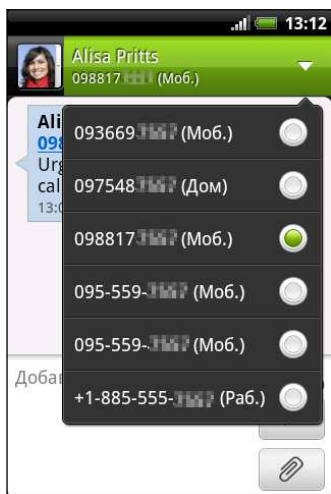 13:12
Alisa Pritts
098817 (Моб.)
Ali
098
Urg
cal
13:0
093669 (Моб.)
097548 (Дом)
098817 (Моб.)
095-559- (Моб.)
095-559- (Моб.)
+1-885-555- (Раб.)
Добав